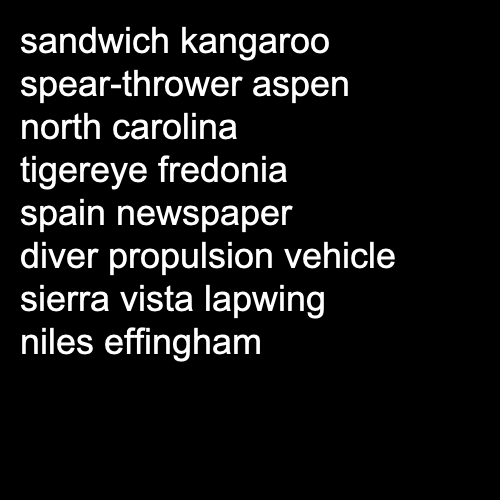 sandwich kangaroo
spear-thrower aspen
north carolina
tigereye fredonia
spain newspaper
diver propulsion vehicle
sierra vista lapwing
niles effingham